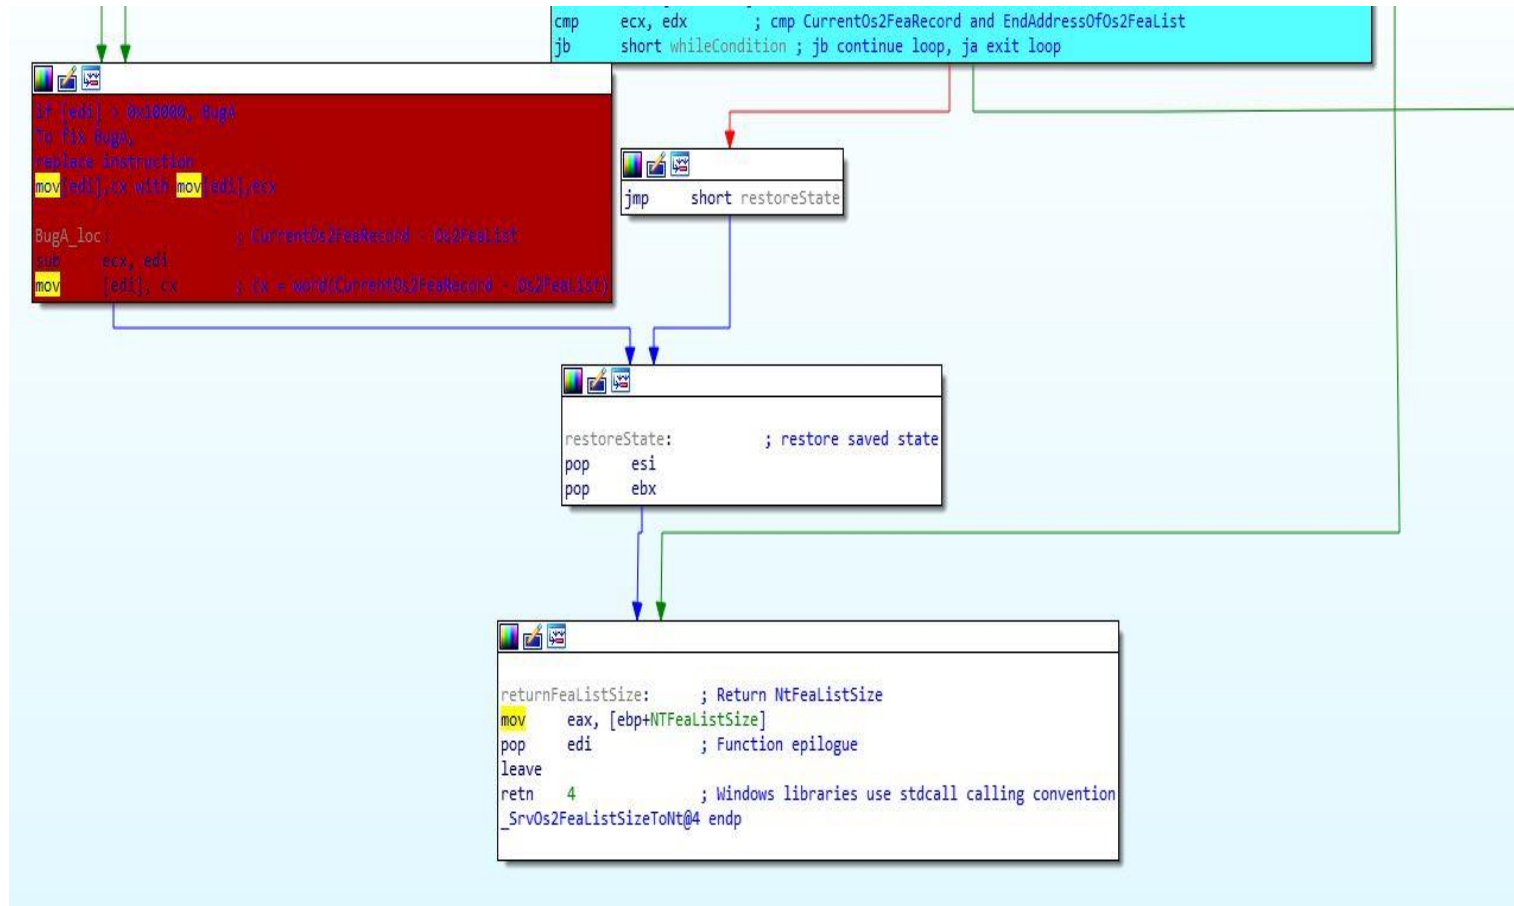 cmp ecx, edx ; cmp CurrentOs2FeaRecord and EndAddressOfOs2FeaList
jb short whileCondition ; jb continue loop, ja exit loop
if [edi] > 0x10000, BugA
To fix BugA,
replaze instruction
mov[edi],cx with mov[edi],ecx
BugA_loc: ; CurrentOs2FeaRecord - Os2FeaList
sub ecx, edi
mov [edi], cx ; cx = word(CurrentOs2FeaRecord - Os2FeaList)
jmp short restoreState
restoreState: ; restore saved state
pop esi
pop ebx
returnFeaListSize: ; Return NtFeaListSize
mov eax, [ebp+NTFeaListSize]
pop edi ; Function epilogue
leave
retn 4 ; Windows libraries use stdcall calling convention
_SrvOs2FeaListSizeToNt@4 endp